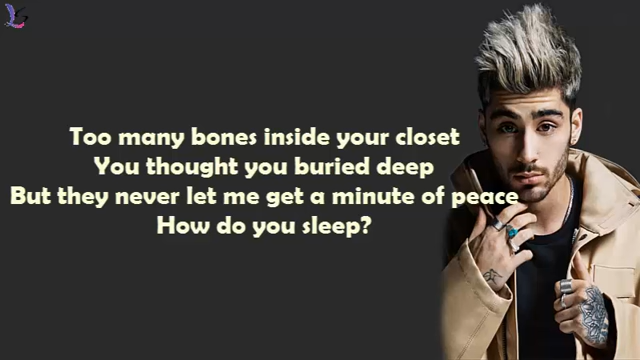 Too many bones inside your closet
You thought you buried deep
But they never let me get a minute of peace
How do you sleep?